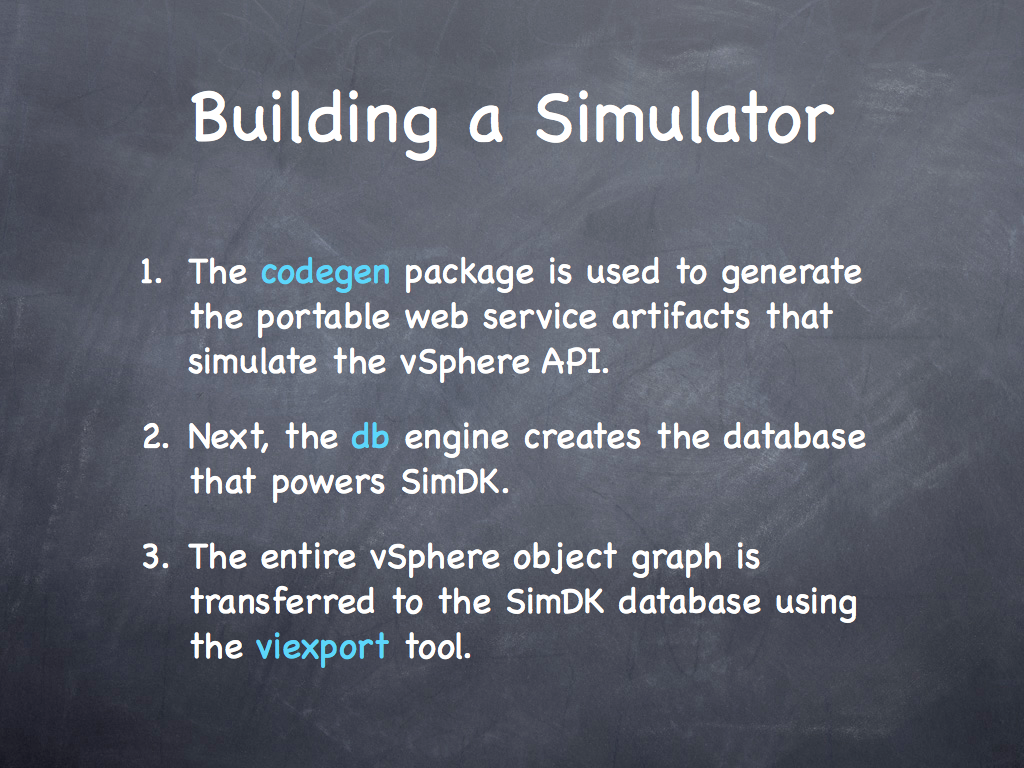 Building a Simulator
1. The codegen package is used to generate
the portable web service artifacts that
simulate the vSphere API.
2. Next, the db engine creates the database
that powers SimDK.
3. The entire vSphere object graph is
transferred to the SimDK database using
the viexport tool.